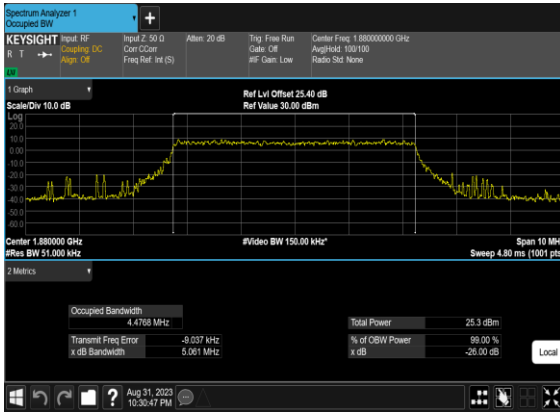 Spectrum Analyzer 1
Occupied BW
+
KEYSIGHT Input: RF Input Z: 50 Ω Atten: 20 dB Trig: Free Run Center Freq: 1.880000000 GHz
R T Coupling: DC Corr CCorr Gate: Off Avg|Hold: 100/100
Align: Off Freq Ref: Int (S) #IF Gain: Low Radio Std: None
LXI
1 Graph
Ref Lvl Offset 25.40 dB
Scale/Div 10.0 dB Ref Value 30.00 dBm
Log
20.0
10.0
0.00
-10.0
-20.0
-30.0
-40.0
-50.0
-60.0
Center 1.880000 GHz #Video BW 150.00 kHz* Span 10 MH
#Res BW 51.000 kHz Sweep 4.80 ms (1001 pts
2 Metrics
Occupied Bandwidth
4.4768 MHz Total Power 25.3 dBm
Transmit Freq Error -9.037 kHz % of OBW Power 99.00 %
x dB Bandwidth 5.061 MHz x dB -26.00 dB
Local
? Aug 31, 2023
10:30:47 PM